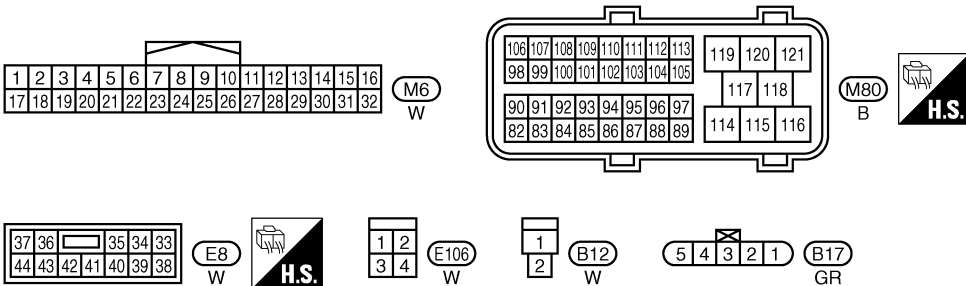 1 2 3 4 5 6 7 8 9 10 11 12 13 14 15 16
17 18 19 20 21 22 23 24 25 26 27 28 29 30 31 32
M6
W
106 107 108 109 110 111 112 113
98 99 100 101 102 103 104 105
90 91 92 93 94 95 96 97
82 83 84 85 86 87 88 89
119 120 121
117 118
114 115 116
M80
B
H.S.
37 36 35 34 33
44 43 42 41 40 39 38
E8
W
H.S.
1 2
3 4
E106
W
1
2
B12
W
5 4 3 2 1
B17
GR